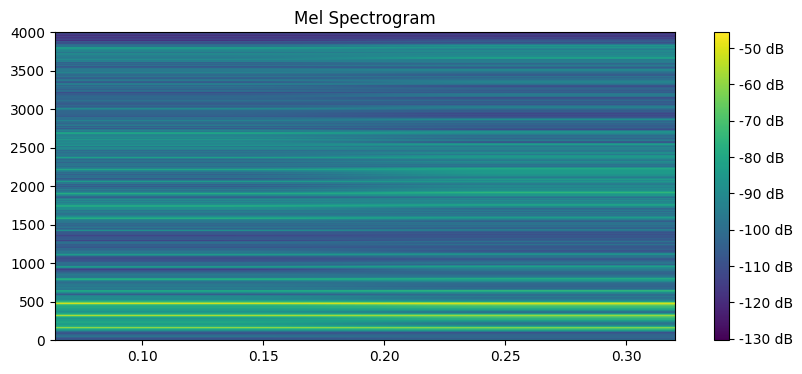 Mel Spectrogram
4000
3500
3000
2500
2000
1500
1000
500
0
0.10 0.15 0.20 0.25 0.30
-50 dB
-60 dB
-70 dB
-80 dB
-90 dB
-100 dB
-110 dB
-120 dB
-130 dB